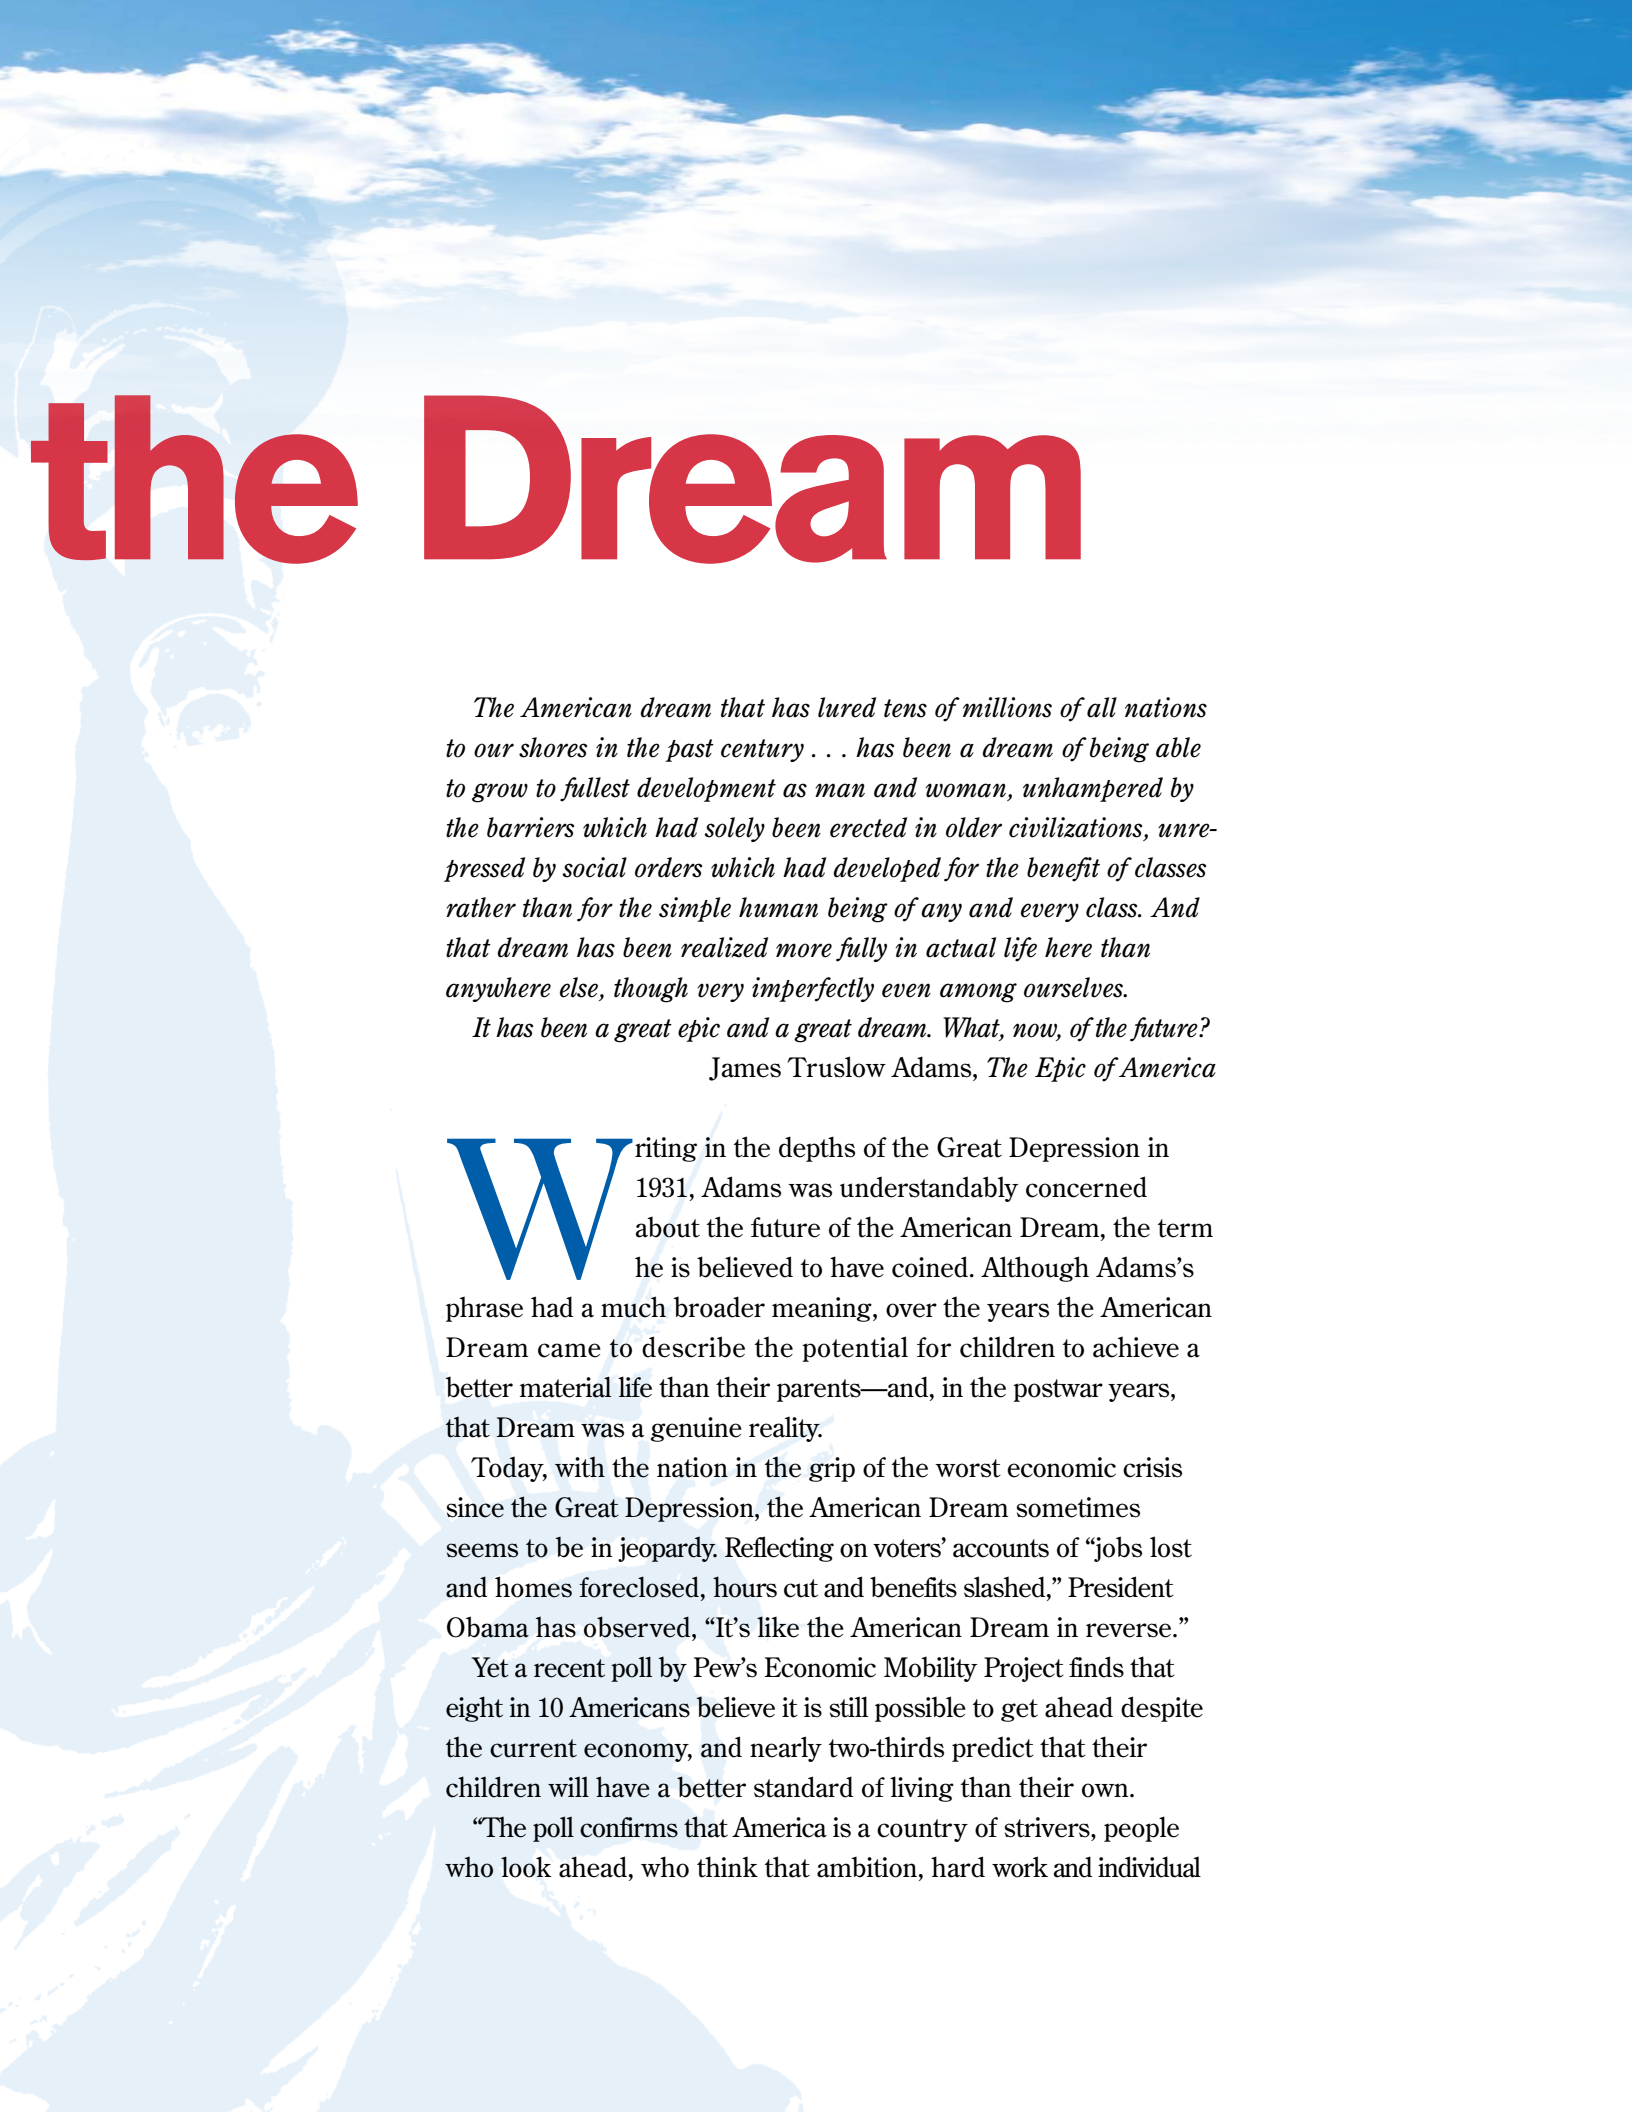 the Dream
The American dream that has lured tens of millions of all nations
to our shores in the past century . . . has been a dream of being able
to grow to fullest development as man and woman, unhampered by
the barriers which had solely been erected in older civilizations, unre-
pressed by social orders which had developed for the benefit of classes
rather than for the simple human being of any and every class. And
that dream has been realized more fully in actual life here than
anywhere else, though very imperfectly even among ourselves.
It has been a great epic and a great dream. What, now, of the future?
James Truslow Adams, The Epic of America
Writing in the depths of the Great Depression in
1931, Adams was understandably concerned
about the future of the American Dream, the term
he is believed to have coined. Although Adams’s
phrase had a much broader meaning, over the years the American
Dream came to describe the potential for children to achieve a
better material life than their parents—and, in the postwar years,
that Dream was a genuine reality.
Today, with the nation in the grip of the worst economic crisis
since the Great Depression, the American Dream sometimes
seems to be in jeopardy. Reflecting on voters’ accounts of “jobs lost
and homes foreclosed, hours cut and benefits slashed,” President
Obama has observed, “It’s like the American Dream in reverse.”
Yet a recent poll by Pew’s Economic Mobility Project finds that
eight in 10 Americans believe it is still possible to get ahead despite
the current economy, and nearly two-thirds predict that their
children will have a better standard of living than their own.
“The poll confirms that America is a country of strivers, people
who look ahead, who think that ambition, hard work and individual